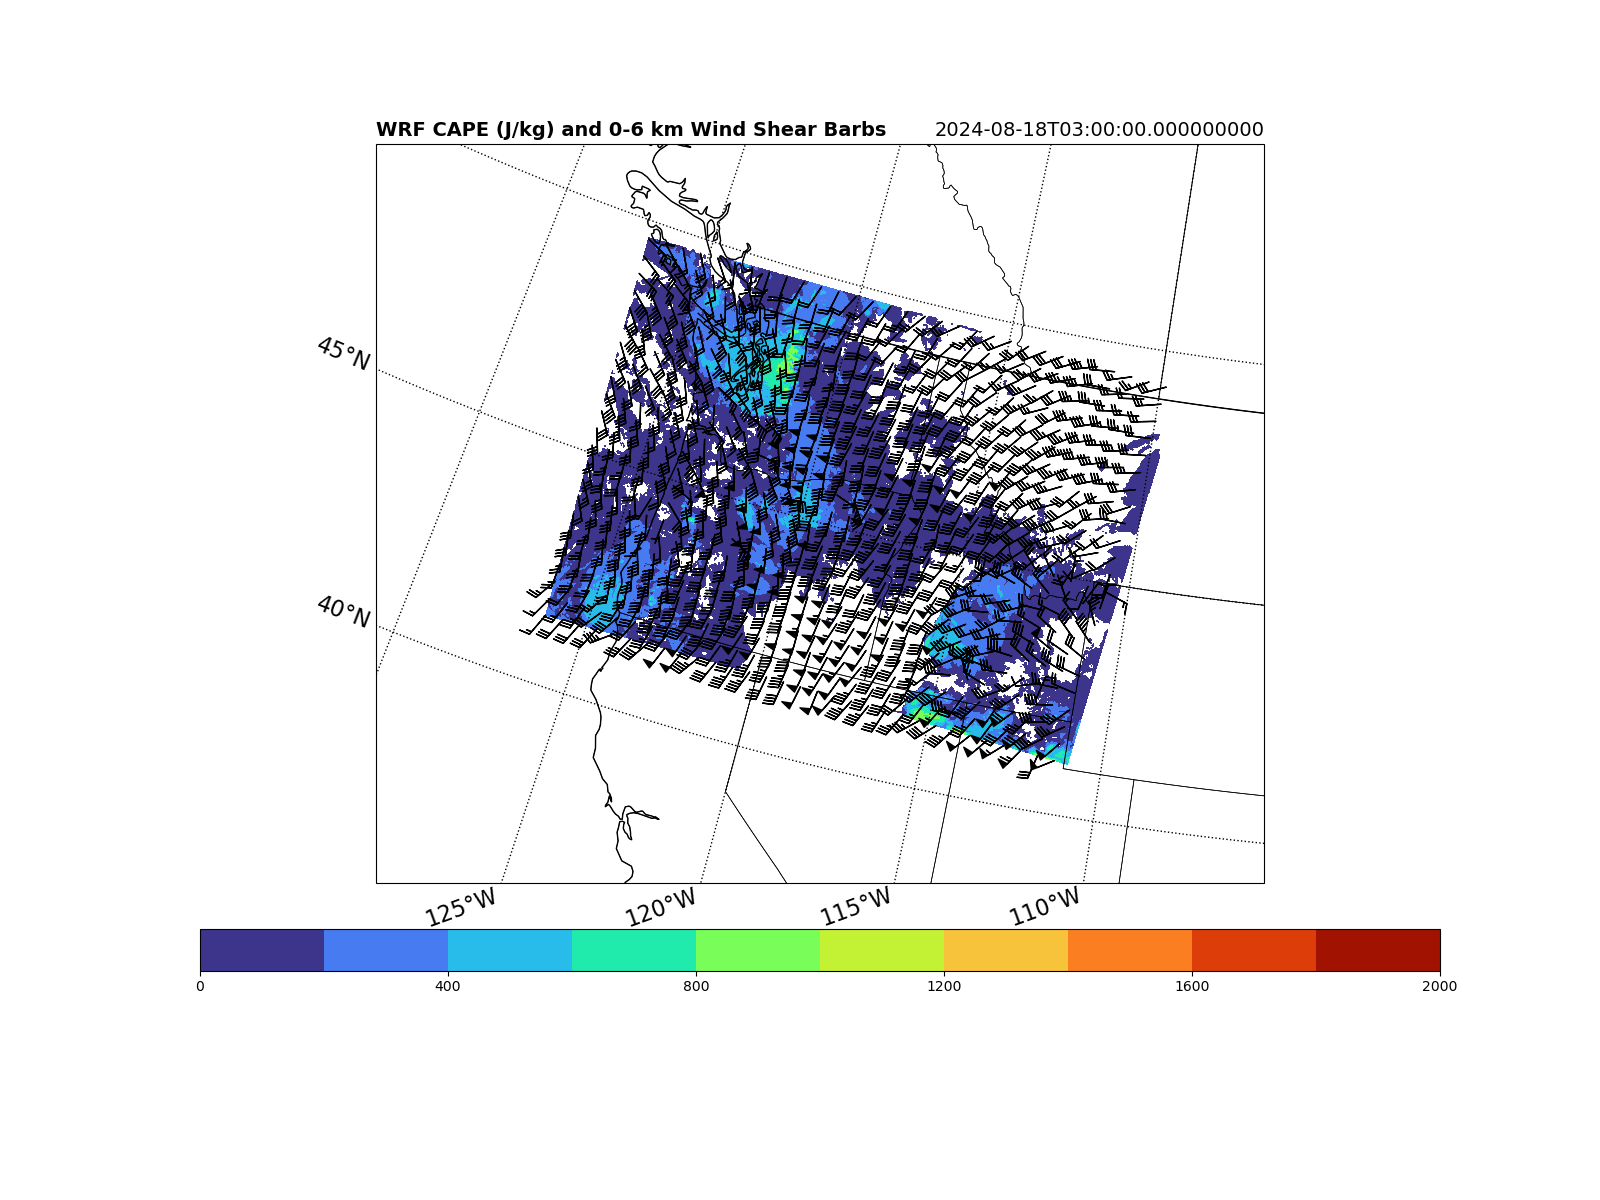 WRF CAPE (J/kg) and 0-6 km Wind Shear Barbs 2024-08-18T03:00:00.000000000
45°N
40°N
125°W 120°W 115°W 110°W
0 400 800 1200 1600 2000